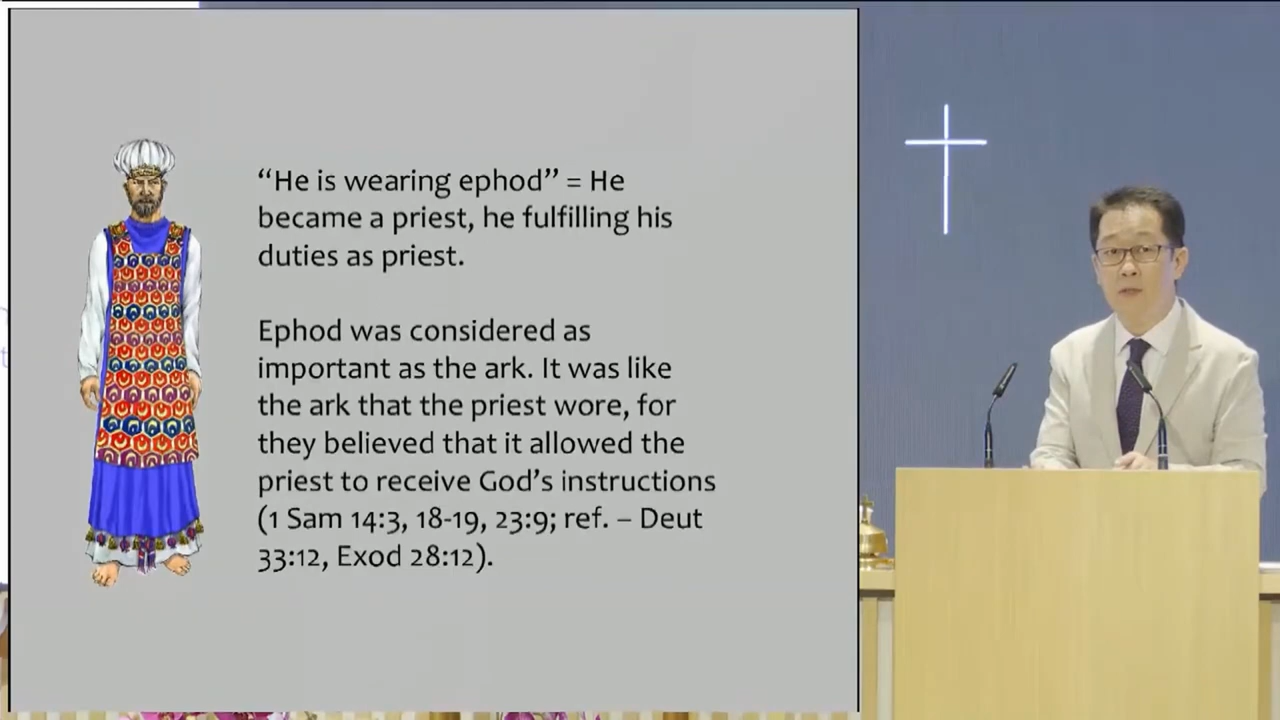 “He is wearing ephod” = He
became a priest, he fulfilling his
duties as priest.
Ephod was considered as
important as the ark. It was like
the ark that the priest wore, for
they believed that it allowed the
priest to receive God’s instructions
(1 Sam 14:3, 18-19, 23:9; ref. – Deut
33:12, Exod 28:12).